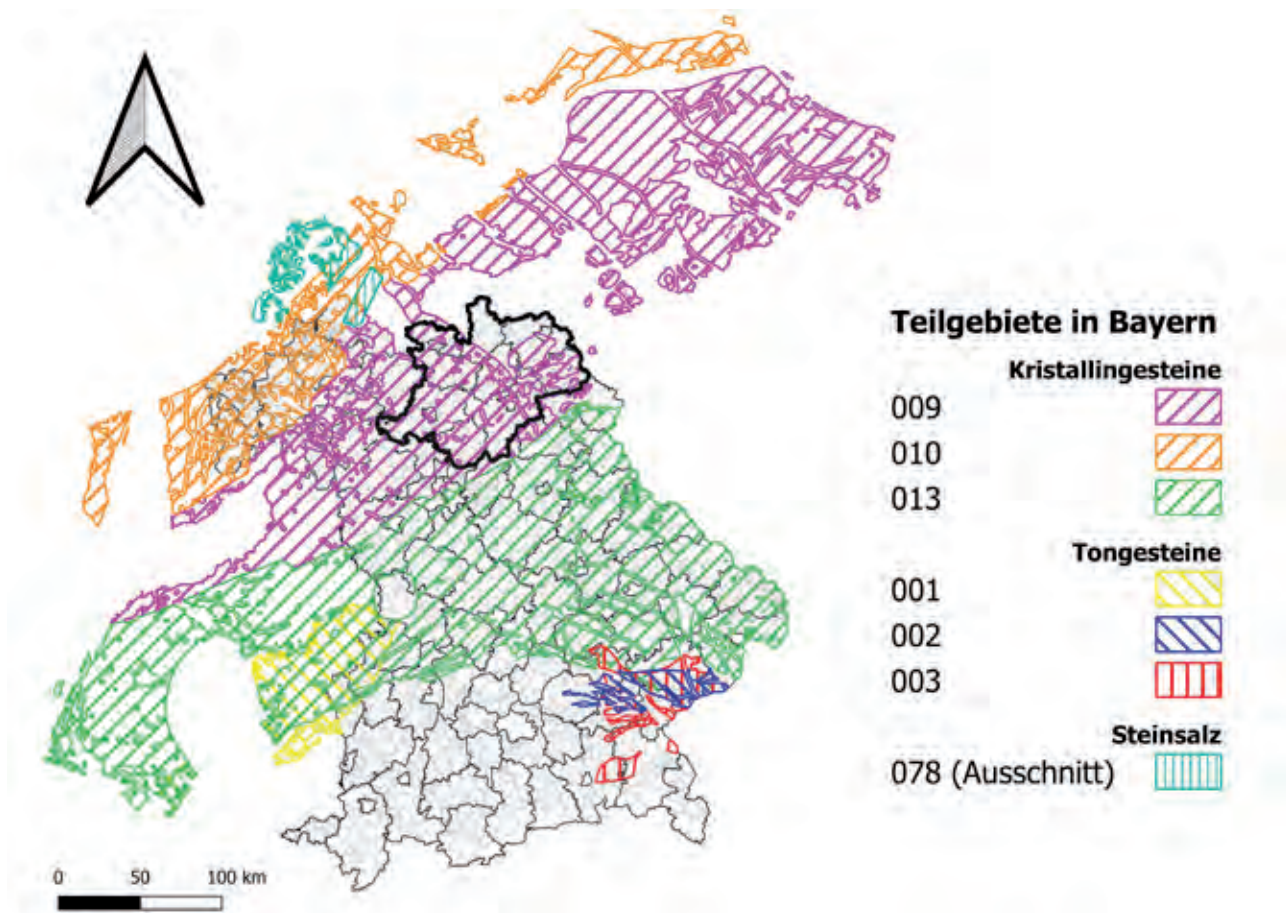 Teilgebiete in Bayern
Kristallingesteine
009
010
013
Tongesteine
001
002
003
Steinsalz
078 (Ausschnitt)
0 50 100 km